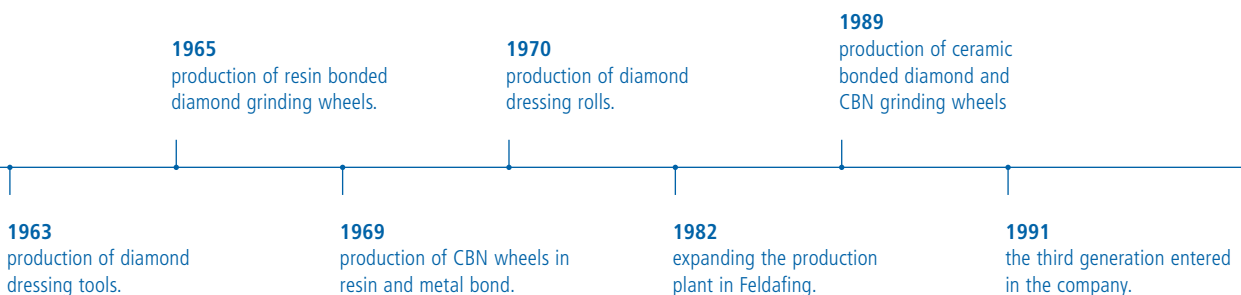 1963
production of diamond
dressing tools.
1965
production of resin bonded
diamond grinding wheels.
1969
production of CBN wheels in
resin and metal bond.
1970
production of diamond
dressing rolls.
1982
expanding the production
plant in Feldafing.
1989
production of ceramic
bonded diamond and
CBN grinding wheels
1991
the third generation entered
in the company.